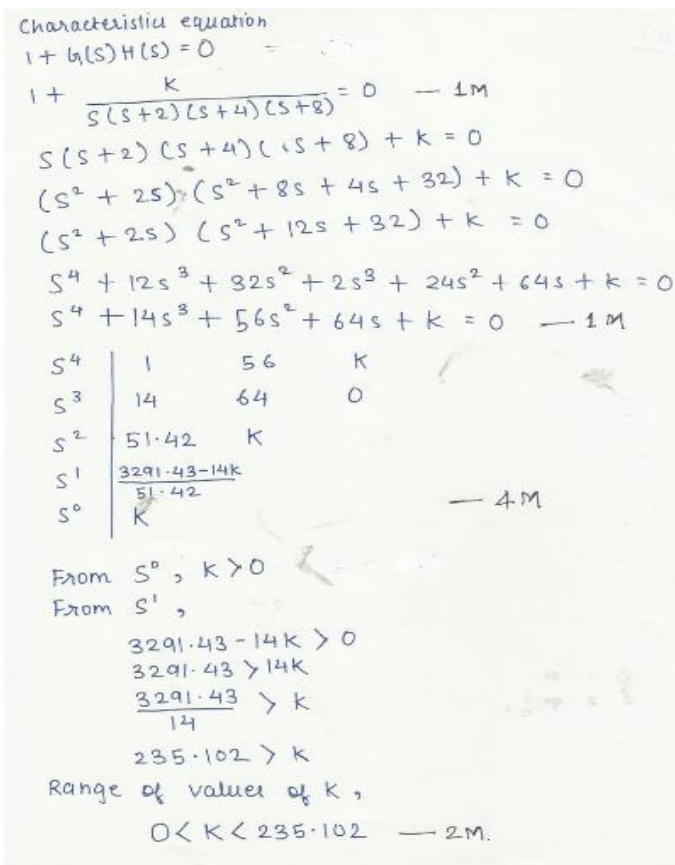 Characteristic equation
1 + G(S) H(S) = 0
1 + K / S(S+2)(S+4)(S+8) = 0 — 1M
S(S+2) (S+4) (S+8) + K = 0
(S² + 2S) (S² + 8S + 4S + 32) + K = 0
(S² + 2S) (S² + 12S + 32) + K = 0
S⁴ + 12S³ + 32S² + 2S³ + 24S² + 64S + K = 0
S⁴ + 14S³ + 56S² + 64S + K = 0 — 1M
S⁴ | 1 56 K
S³ | 14 64 0
S² | 51.42 K
S¹ | 3291.43-14K / 51.42
S⁰ | K — 4M
From S⁰, K>0
From S¹,
3291.43 - 14K > 0
3291.43 > 14K
3291.43 / 14 > K
235.102 > K
Range of values of K,
0 < K < 235.102 — 2M.